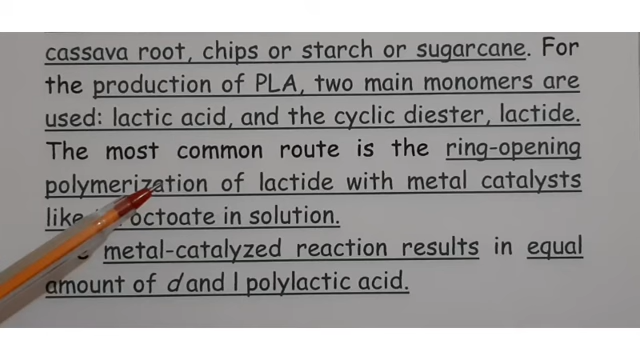 cassava root, chips or starch or sugarcane. For
the production of PLA, two main monomers are
used: lactic acid, and the cyclic diester, lactide.
The most common route is the ring-opening
polymerization of lactide with metal catalysts
like octoate in solution.
metal-catalyzed reaction results in equal
amount of d and l polylactic acid.